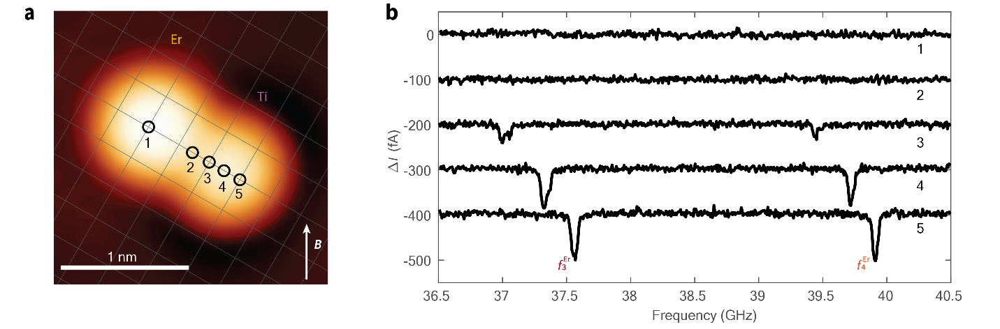 a
Er
Ti
1
2
3
4
5
1 nm
B
b
0
-100
-200
-300
-400
-500
1
2
3
4
5
f₃ᴱʳ
f₄ᴱʳ
36.5 37 37.5 38 38.5 39 39.5 40 40.5
Frequency (GHz)
ΔI (fA)